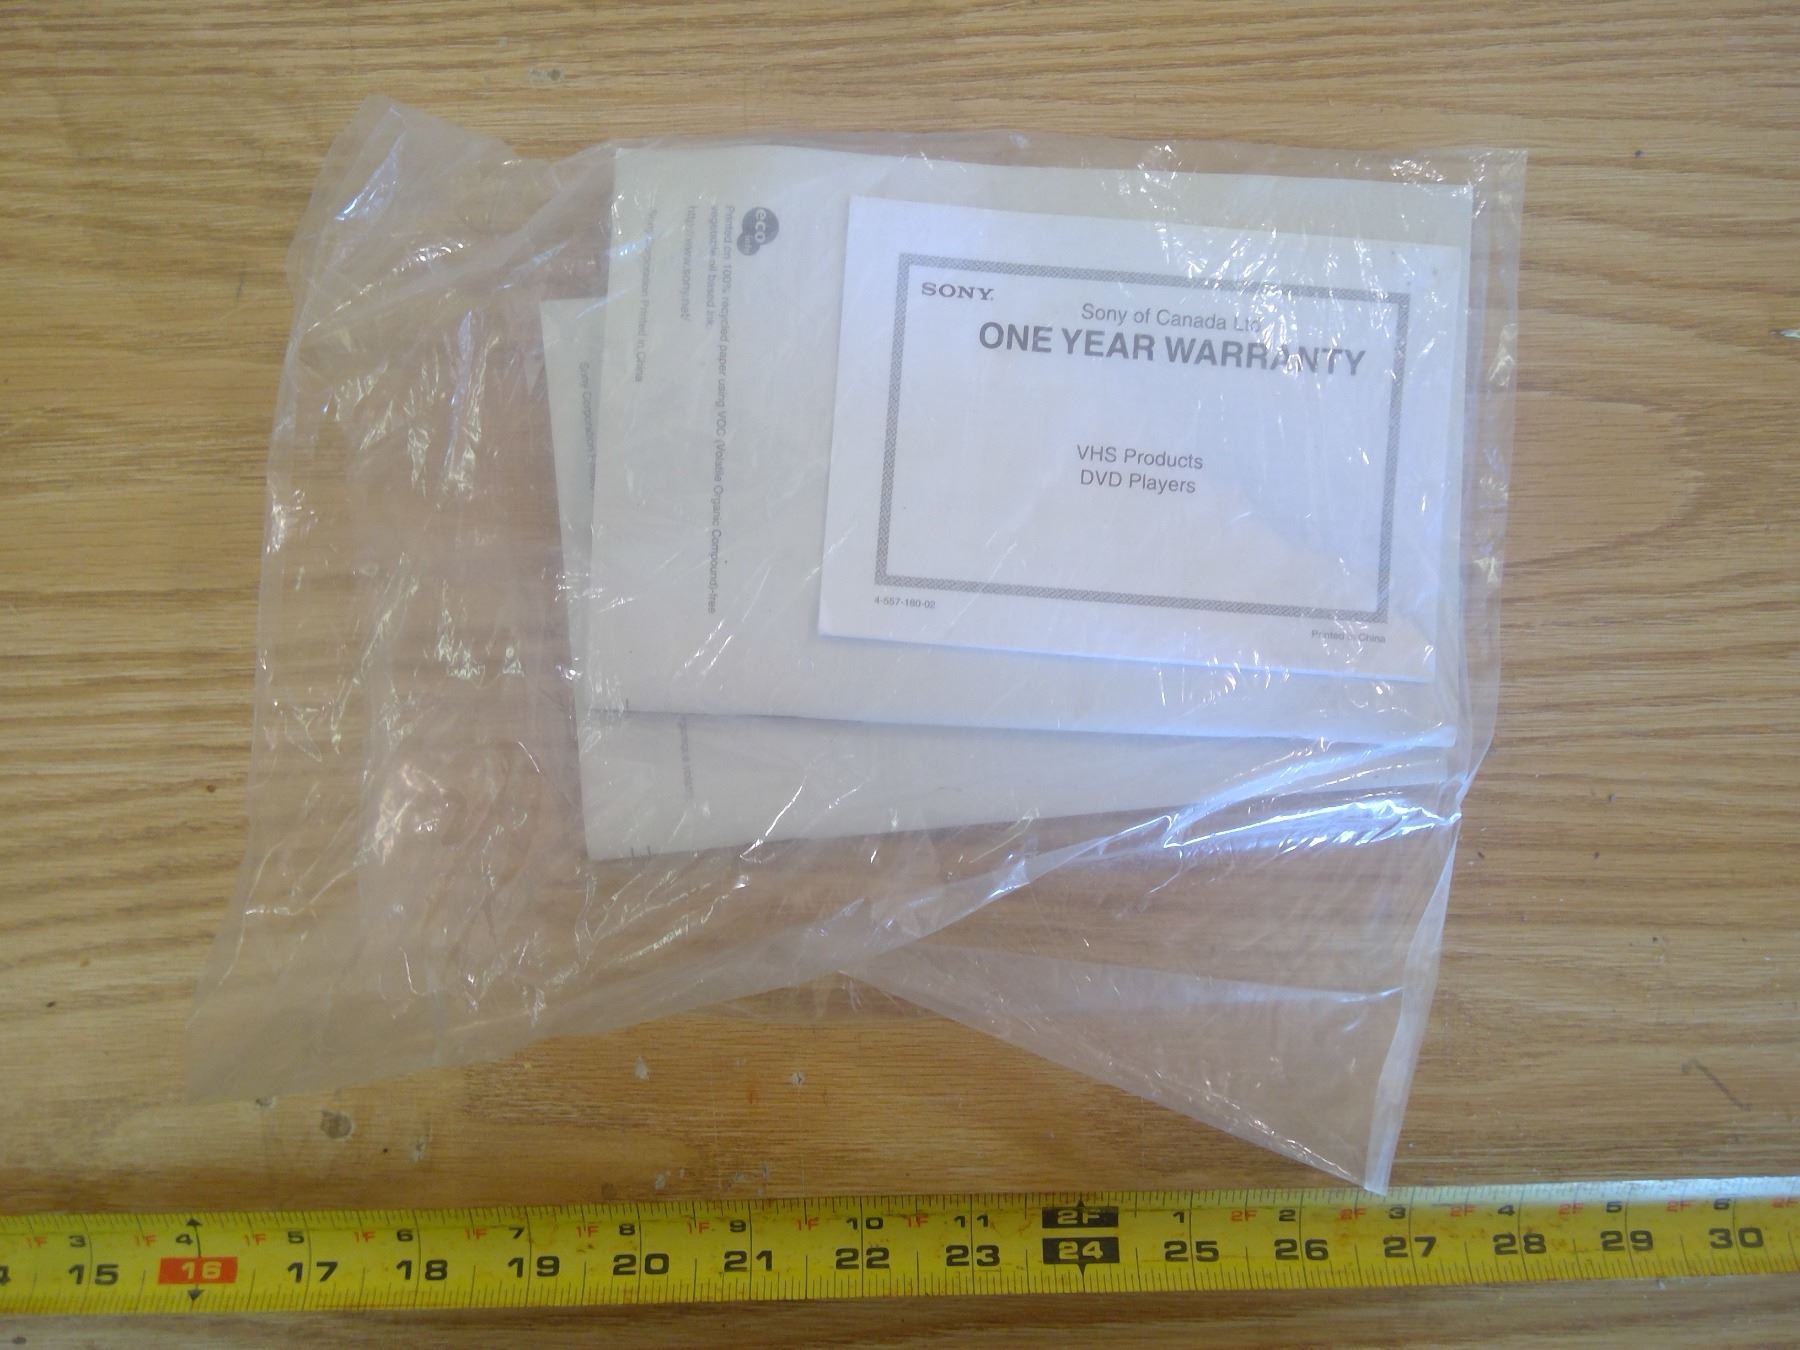 SONY.
Sony of Canada Ltd
ONE YEAR WARRANTY
VHS Products
DVD Players
4-557-180-02
Printed in China
eco
info
Printed on 100% recycled paper using VOC (Volatile Organic Compound)-free
vegetable oil based ink.
http://www.sony.net/
Sony Corporation Printed in China
Sony Corporation
1F 3 1F 4 1F 5 1F 6 1F 7 1F 8 1F 9 1F 10 1F 11 2F 1 2F 2 2F 3 2F 4 2F 5 2F 6 2F
15 16 17 18 19 20 21 22 23 24 25 26 27 28 29 30